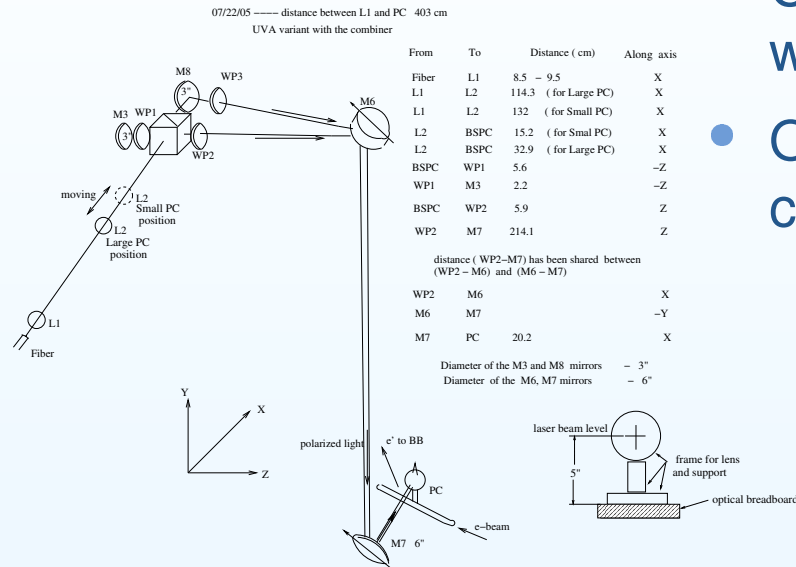 07/22/05 −−−− distance between L1 and PC 403 cm
UVA variant with the combiner
From To Distance ( cm) Along axis
Fiber L1 8.5 − 9.5 X
L1 L2 114.3 ( for Large PC) X
L1 L2 132 ( for Small PC) X
L2 BSPC 15.2 ( for Smal PC) X
L2 BSPC 32.9 ( for Large PC) X
BSPC WP1 5.6 −Z
WP1 M3 2.2 −Z
BSPC WP2 5.9 Z
WP2 M7 214.1 Z
distance ( WP2−M7) has been shared between
(WP2 − M6) and (M6 − M7)
WP2 M6 X
M6 M7 −Y
M7 PC 20.2 X
Diameter of the M3 and M8 mirrors − 3"
Diameter of the M6, M7 mirrors − 6"
M8
WP3
3"
M6
M3 WP1
3"
WP2
moving
L2
Small PC
position
L2
Large PC
position
L1
Fiber
Y
X
Z
polarized light
e' to BB
PC
e−beam
M7 6"
laser beam level
5"
frame for lens
and support
optical breadboard
w
c